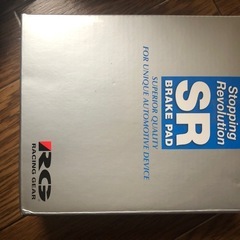 Stopping
Revolution
SR
BRAKE PAD
SUPERIOR QUALITY
FOR UNIQUE AUTOMOTIVE DEVICE
RG
RACING GEAR